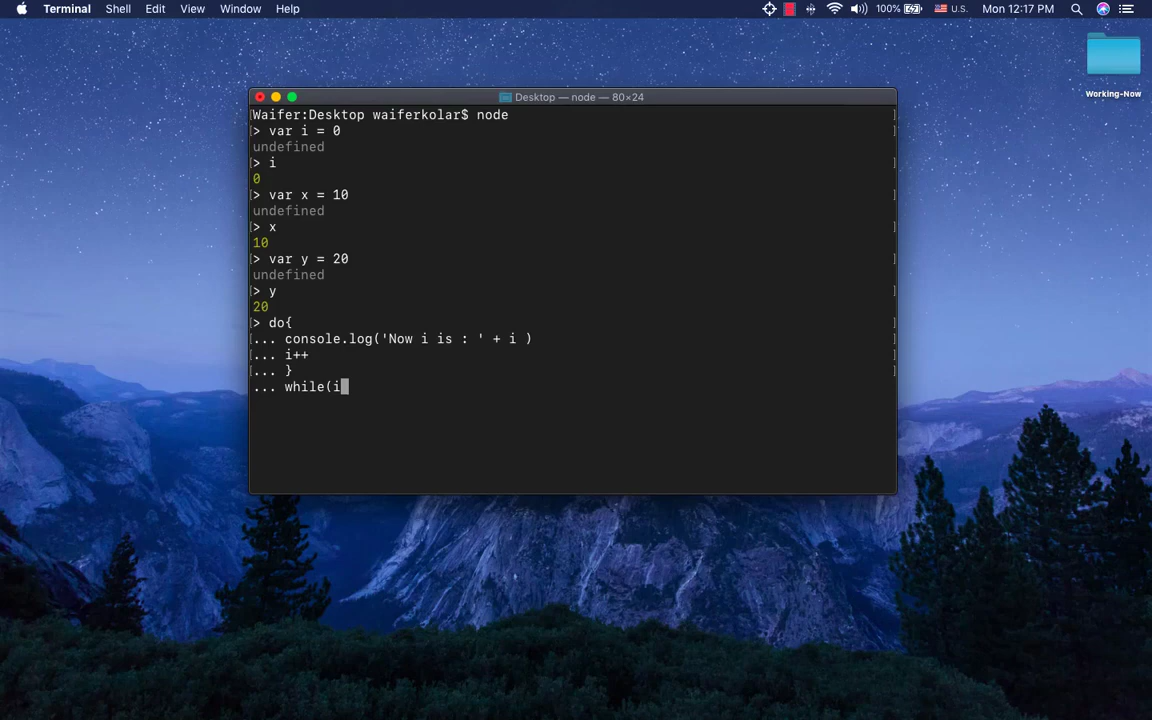 Terminal Shell Edit View Window Help 100% U.S. Mon 12:17 PM
Working-Now
Desktop — node — 80×24
[Waifer:Desktop waiferkolar$ node ]
[> var i = 0 ]
undefined
[> i ]
0
[> var x = 10 ]
undefined
[> x ]
10
[> var y = 20 ]
undefined
[> y ]
20
[> do{ ]
[... console.log('Now i is : ' + i ) ]
[... i++ ]
[... } ]
... while(i